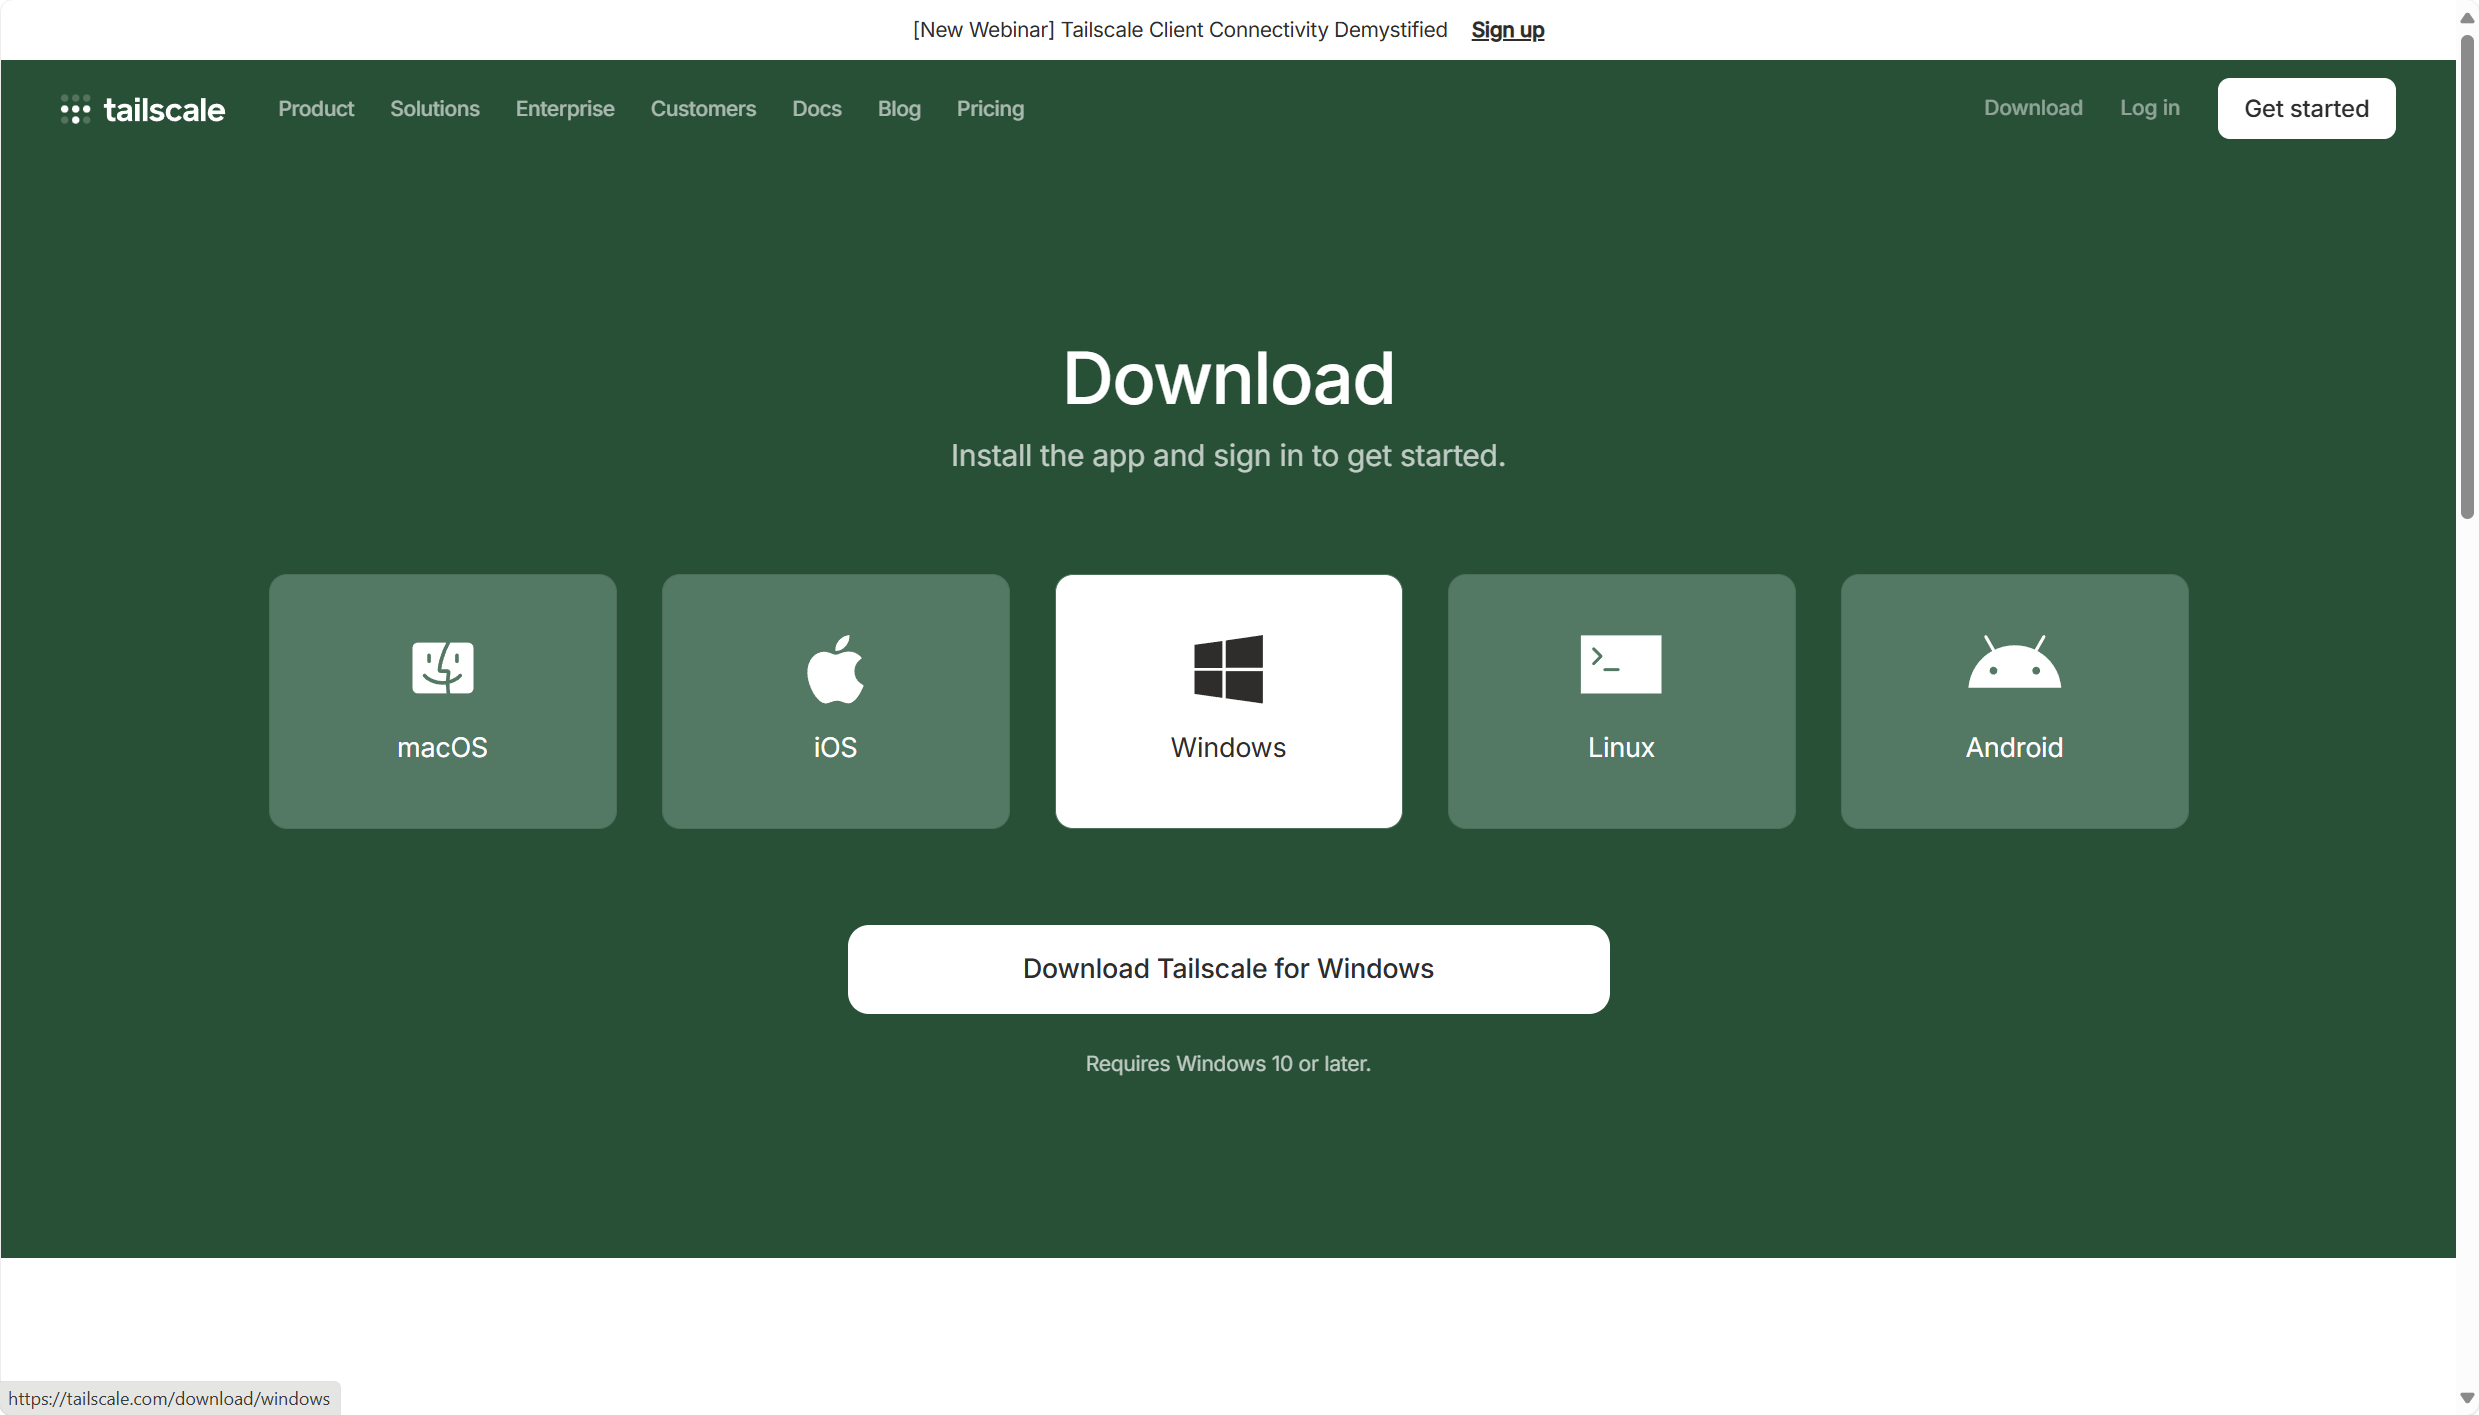 [New Webinar] Tailscale Client Connectivity Demystified Sign up
tailscale Product Solutions Enterprise Customers Docs Blog Pricing Download Log in Get started
Download
Install the app and sign in to get started.
macOS iOS Windows Linux Android
Download Tailscale for Windows
Requires Windows 10 or later.
https://tailscale.com/download/windows